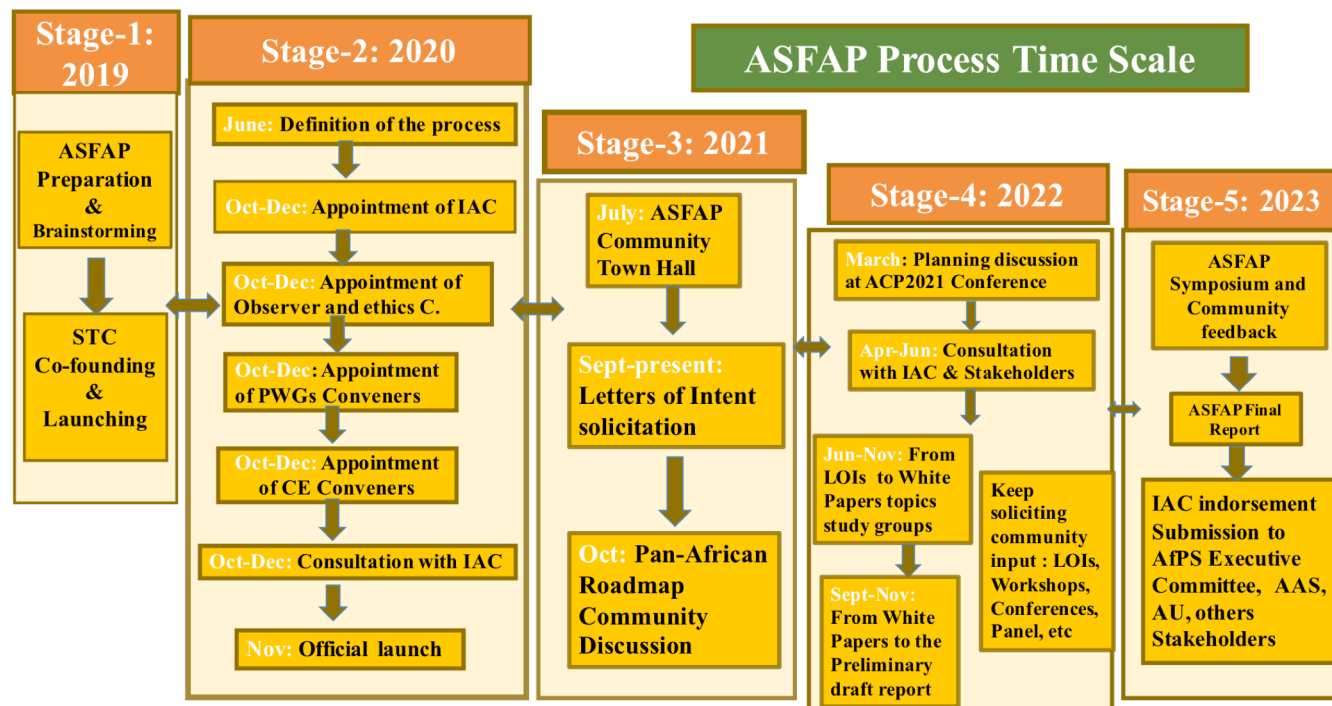 Stage-1:
2019
ASFAP
Preparation
&
Brainstorming
STC
Co-founding
&
Launching
Stage-2: 2020
June: Definition of the process
Oct-Dec: Appointment of IAC
Oct-Dec: Appointment of
Observer and ethics C.
Oct-Dec: Appointment
of PWGs Conveners
Oct-Dec: Appointment
of CE Conveners
Oct-Dec: Consultation with IAC
Nov: Official launch
ASFAP Process Time Scale
Stage-3: 2021
July: ASFAP
Community
Town Hall
Sept-present:
Letters of Intent
solicitation
Oct: Pan-African
Roadmap
Community
Discussion
Stage-4: 2022
March: Planning discussion
at ACP2021 Conference
Apr-Jun: Consultation
with IAC & Stakeholders
Jun-Nov: From
LOIs to White
Papers topics
study groups
Sept-Nov:
From White
Papers to the
Preliminary
draft report
Keep
soliciting
community
input : LOIs,
Workshops,
Conferences,
Panel, etc
Stage-5: 2023
ASFAP
Symposium and
Community
feedback
ASFAP Final
Report
IAC indorsement
Submission to
AfPS Executive
Committee, AAS,
AU, others
Stakeholders